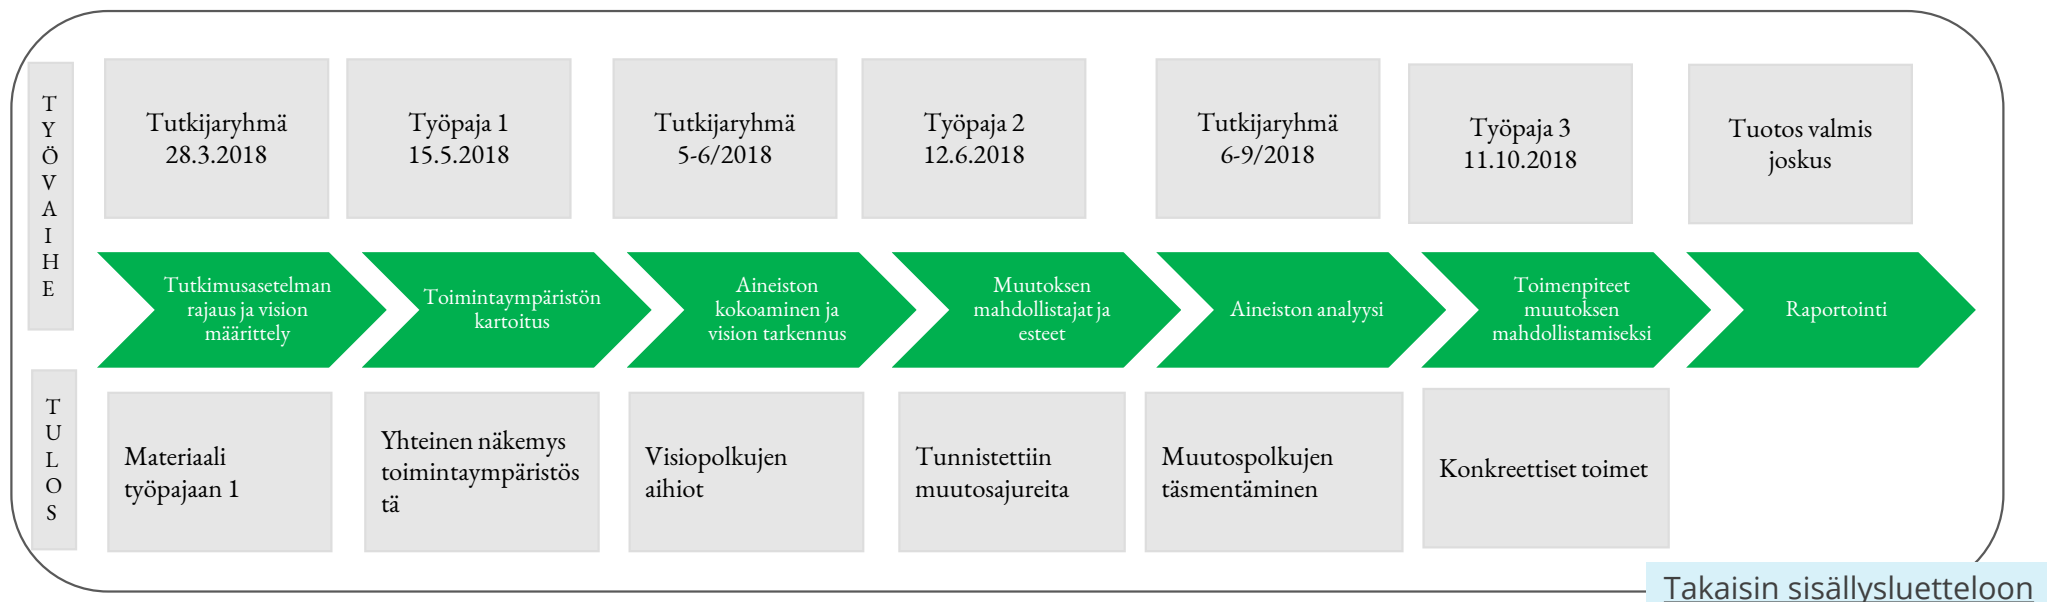 TYÖVAIHE
Tutkijaryhmä
28.3.2018
Työpaja 1
15.5.2018
Tutkijaryhmä
5-6/2018
Työpaja 2
12.6.2018
Tutkijaryhmä
6-9/2018
Työpaja 3
11.10.2018
Tuotos valmis
joskus
Tutkimusasetelman
rajaus ja vision
määrittely
Toimintaympäristön
kartoitus
Aineiston
kokoaminen ja
vision tarkennus
Muutoksen
mahdollistajat ja
esteet
Aineiston analyysi
Toimenpiteet
muutoksen
mahdollistamiseksi
Raportointi
TULOS
Materiaali
työpajaan 1
Yhteinen näkemys
toimintaympäristös
tä
Visiopolkujen
aihiot
Tunnistettiin
muutosajureita
Muutospolkujen
täsmentäminen
Konkreettiset toimet
Takaisin sisällysluetteloon